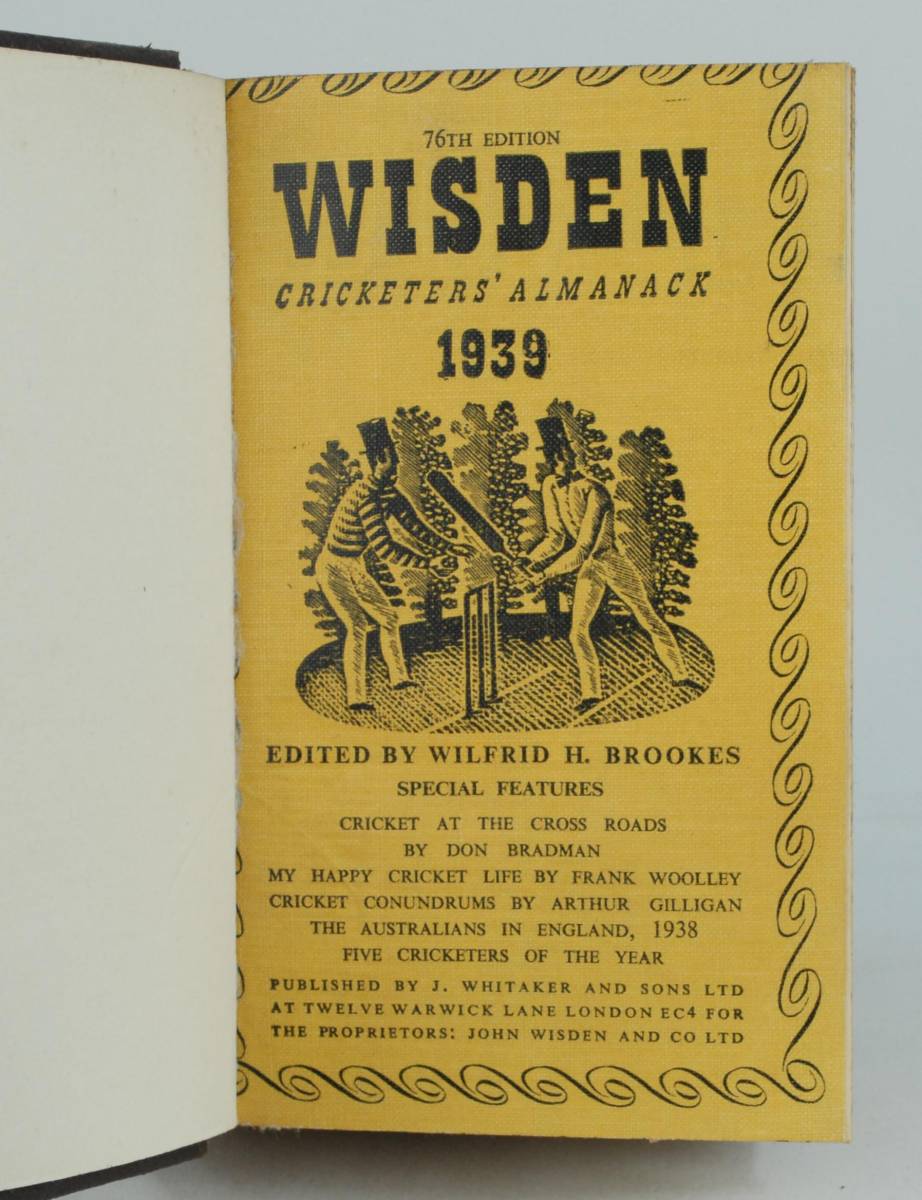 76TH EDITION
WISDEN
CRICKETERS' ALMANACK
1939
EDITED BY WILFRID H. BROOKES
SPECIAL FEATURES
CRICKET AT THE CROSS ROADS
BY DON BRADMAN
MY HAPPY CRICKET LIFE BY FRANK WOOLLEY
CRICKET CONUNDRUMS BY ARTHUR GILLIGAN
THE AUSTRALIANS IN ENGLAND, 1938
FIVE CRICKETERS OF THE YEAR
PUBLISHED BY J. WHITAKER AND SONS LTD
AT TWELVE WARWICK LANE LONDON EC4 FOR
THE PROPRIETORS: JOHN WISDEN AND CO LTD